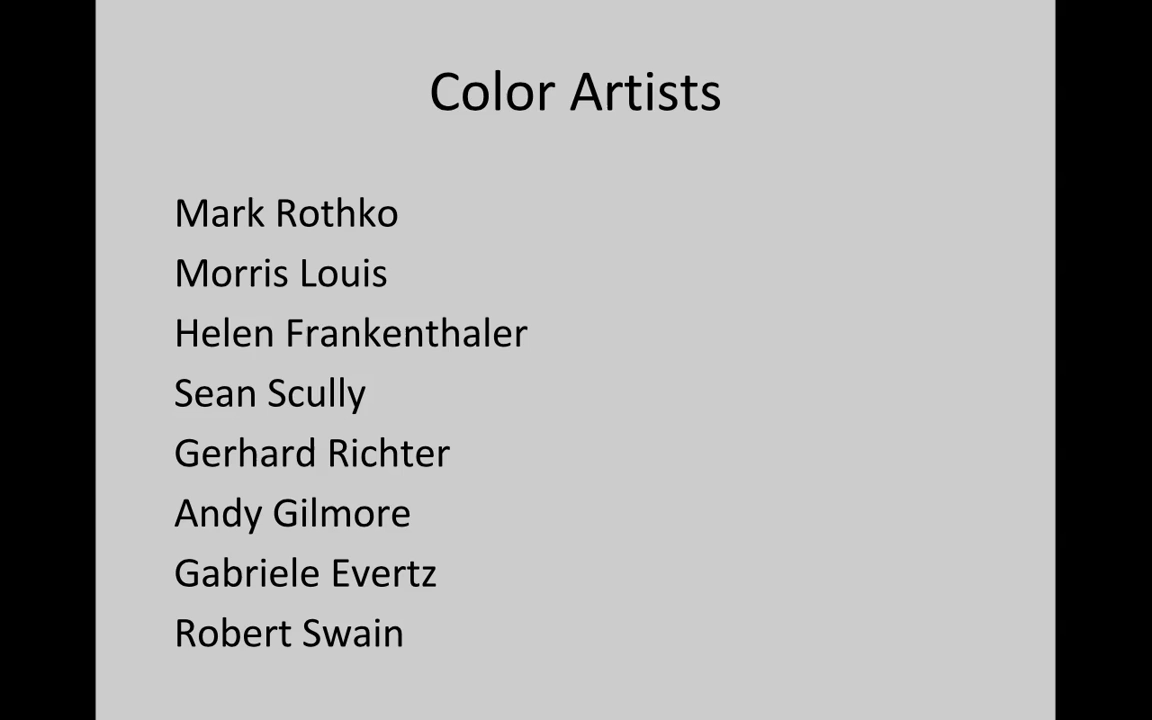 Color Artists
Mark Rothko
Morris Louis
Helen Frankenthaler
Sean Scully
Gerhard Richter
Andy Gilmore
Gabriele Evertz
Robert Swain